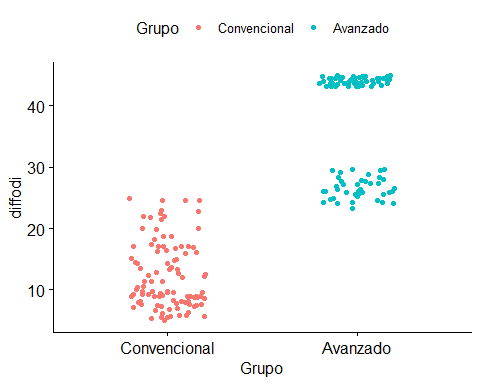 Grupo Convencional Avanzado
40
30
20
10
diffodi
Convencional Avanzado
Grupo